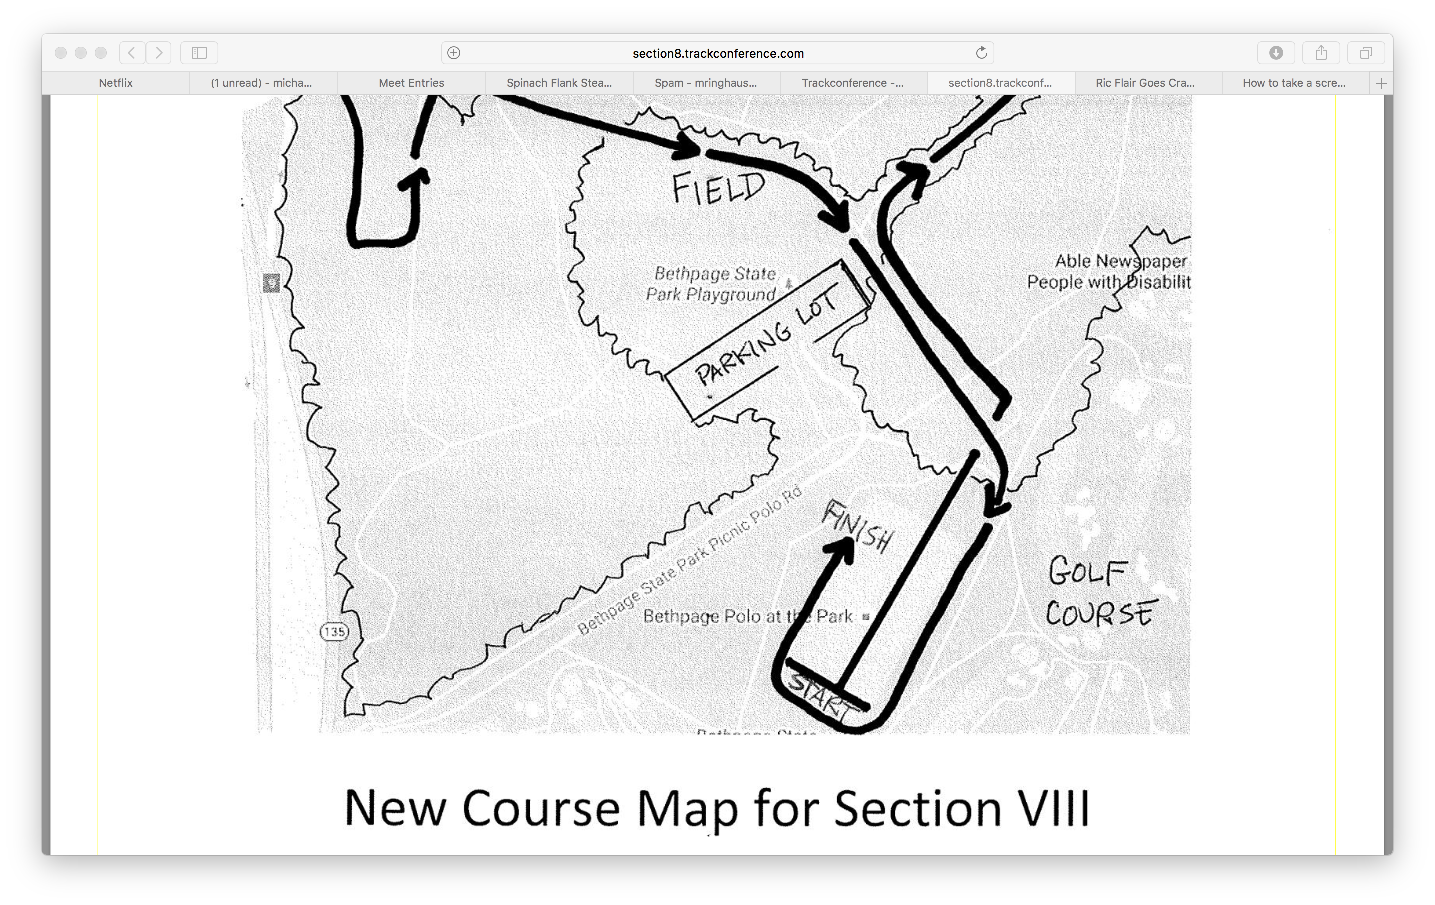 section8.trackconference.com
Netflix
(1 unread) - micha...
Meet Entries
Spinach Flank Stea...
Spam - mringhaus...
Trackconference -...
section8.trackconf...
Ric Flair Goes Cra...
How to take a scre...
FIELD
Bethpage State
Park Playground
PARKING LOT
Able Newspaper
People with Disabilit
FINISH
Bethpage State Park Picnic Polo Rd
Bethpage Polo at the Park
GOLF
COURSE
135
START
Bethpage State
New Course Map for Section VIII